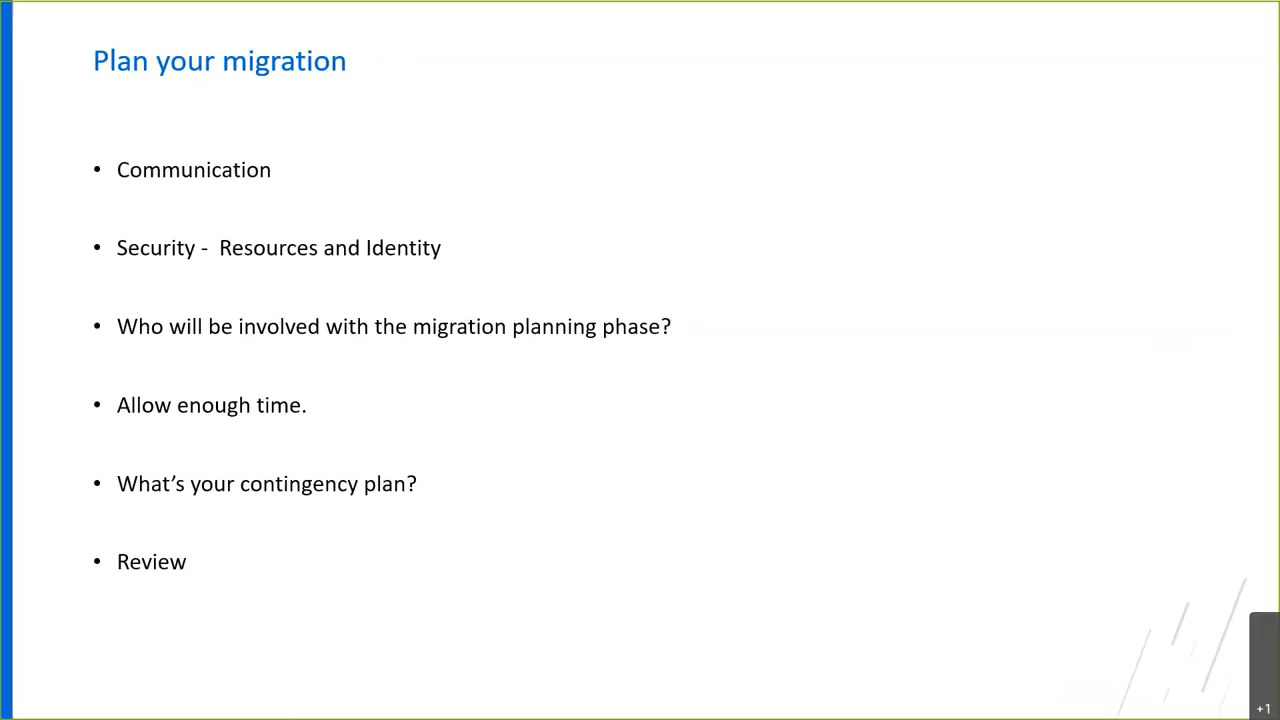 Plan your migration
• Communication
• Security -  Resources and Identity
• Who will be involved with the migration planning phase?
• Allow enough time.
• What’s your contingency plan?
• Review
+1